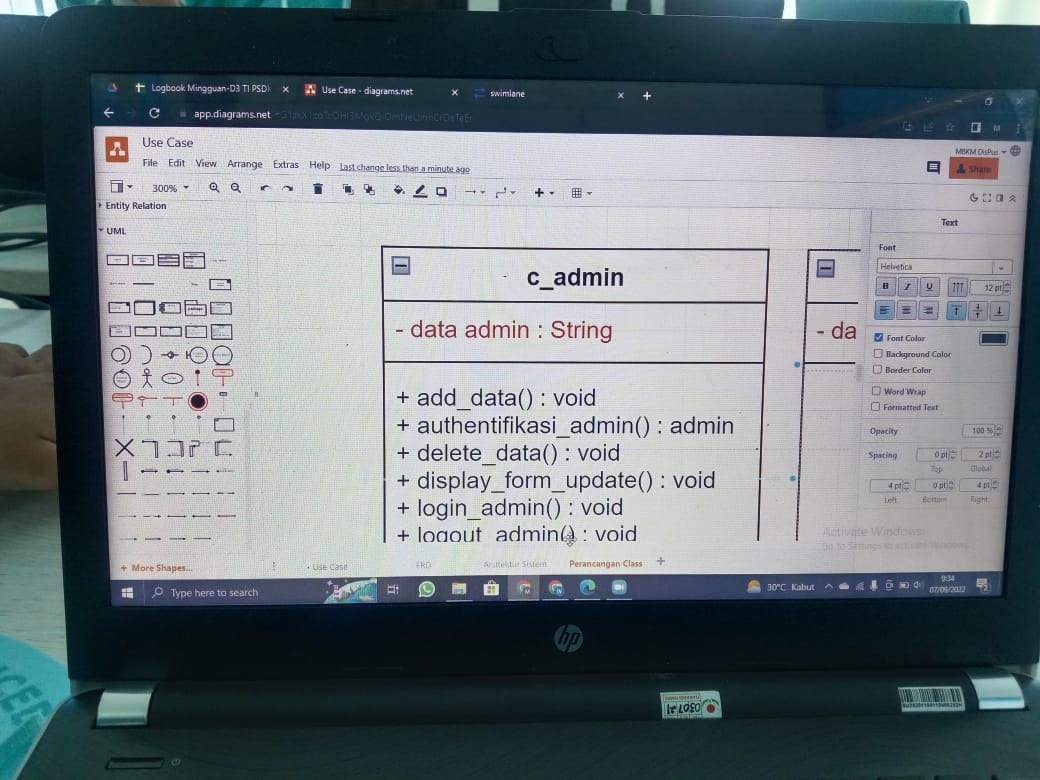 Logbook Mingguan-D3 TI PSDI
Use Case - diagrams.net
swimlane
app.diagrams.net
Use Case
File Edit View Arrange Extras Help Last change less than a minute ago
MBKM DisPus
Share
300%
Entity Relation
UML
c_admin
- data admin : String
- da
+ add_data() : void
+ authentifikasi_admin() : admin
+ delete_data() : void
+ display_form_update() : void
+ login_admin() : void
+ logout_admin() : void
Text
Font
Helvetica
B I U 12 pt
Font Color
Background Color
Border Color
Word Wrap
Formatted Text
Opacity 100 %
Spacing 0 pt 2 pt
Top Global
4 pt 0 pt 4 pt
Left Bottom Right
Activate Windows
Go to Settings to activate Windows.
+ More Shapes...
Use Case ERD Arsitektur Sistem Perancangan Class
Type here to search
30°C Kabut
9:34
07/09/2022
hp